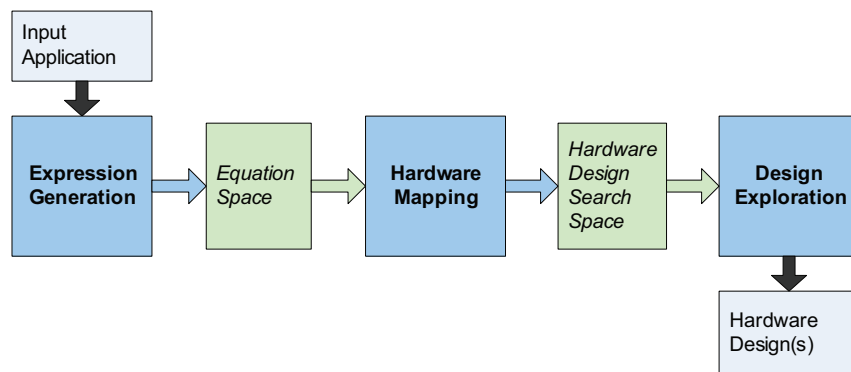 Input
Application
Expression
Generation
Equation
Space
Hardware
Mapping
Hardware
Design
Search
Space
Design
Exploration
Hardware
Design(s)